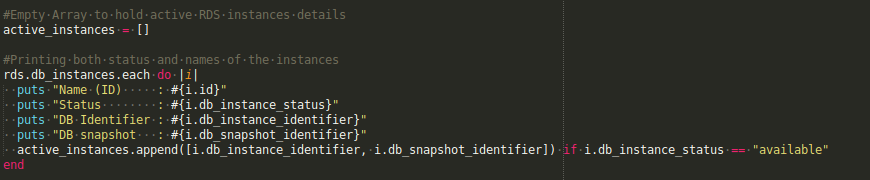 #Empty Array to hold active RDS instances details
active_instances = []
#Printing both status and names of the instances
rds.db_instances.each do |i|
  puts "Name (ID)     : #{i.id}"
  puts "Status        : #{i.db_instance_status}"
  puts "DB Identifier : #{i.db_instance_identifier}"
  puts "DB snapshot   : #{i.db_snapshot_identifier}"
  active_instances.append([i.db_instance_identifier, i.db_snapshot_identifier]) if i.db_instance_status == "available"
end